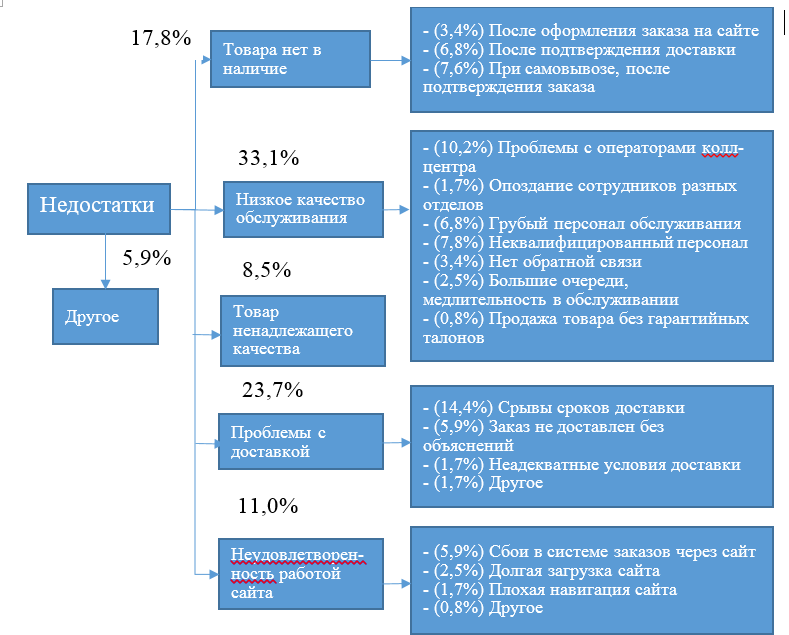 17,8%
Товара нет в
наличие
- (3,4%) После оформления заказа на сайте
- (6,8%) После подтверждения доставки
- (7,6%) При самовывозе, после
подтверждения заказа
Недостатки
5,9%
Другое
33,1%
Низкое качество
обслуживания
- (10,2%) Проблемы с операторами колл-
центра
- (1,7%) Опоздание сотрудников разных
отделов
- (6,8%) Грубый персонал обслуживания
- (7,8%) Неквалифицированный персонал
- (3,4%) Нет обратной связи
- (2,5%) Большие очереди,
медлительность в обслуживании
- (0,8%) Продажа товара без гарантийных
талонов
8,5%
Товар
ненадлежащего
качества
23,7%
Проблемы с
доставкой
- (14,4%) Срывы сроков доставки
- (5,9%) Заказ не доставлен без
объяснений
- (1,7%) Неадекватные условия доставки
- (1,7%) Другое
11,0%
Неудовлетворен-
ность работой
сайта
- (5,9%) Сбои в системе заказов через сайт
- (2,5%) Долгая загрузка сайта
- (1,7%) Плохая навигация сайта
- (0,8%) Другое